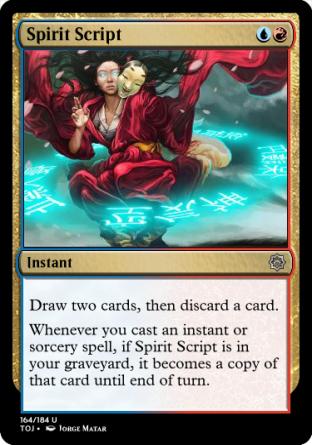 Spirit Script
Instant
Draw two cards, then discard a card.
Whenever you cast an instant or
sorcery spell, if Spirit Script is in
your graveyard, it becomes a copy of
that card until end of turn.
164/184 U
TOJ • Jorge Matar